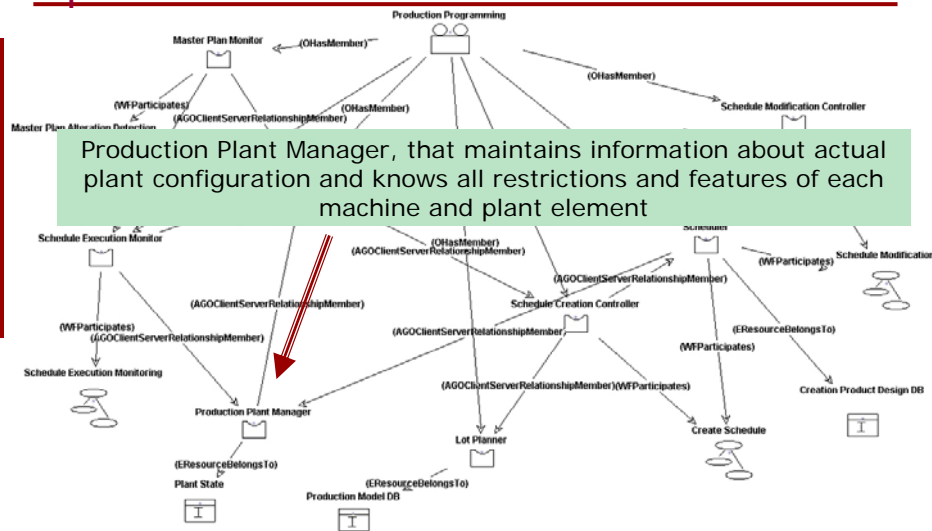 Production Programming
Master Plan Monitor
(OHasMember)
(OHasMember)
(WFParticipates)
(OHasMember)
Schedule Modification Controller
(AGOClientServerRelationshipMember)
Master Plan Alteration Detection
Production Plant Manager, that maintains information about actual
plant configuration and knows all restrictions and features of each
machine and plant element
Scheduler
Schedule Execution Monitor
(OHasMember)
(AGOClientServerRelationshipMember)
(WFParticipates)
Schedule Modification
(AGOClientServerRelationshipMember)
(AGOClientServerRelationshipMember)
Schedule Creation Controller
(WFParticipates)
(AGOClientServerRelationshipMember)
(AGOClientServerRelationshipMember
(EResourceBelongsTo)
(WFParticipates)
Schedule Execution Monitoring
(AGOClientServerRelationshipMember)(WFParticipates)
Creation Product Design DB
Production Plant Manager
Lot Planner
Create Schedule
(EResourceBelongsTo)
Plant State
(EResourceBelongsTo)
Production Model DB